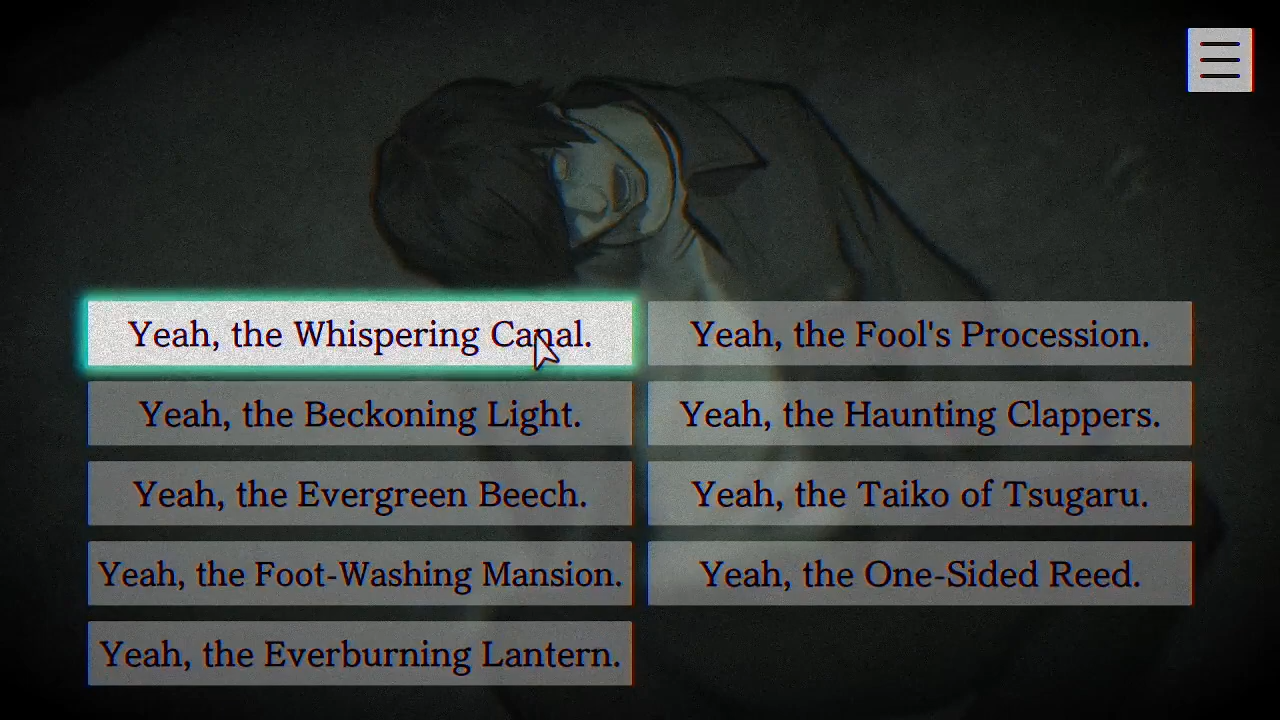 Yeah, the Whispering Canal.
Yeah, the Fool's Procession.
Yeah, the Beckoning Light.
Yeah, the Haunting Clappers.
Yeah, the Evergreen Beech.
Yeah, the Taiko of Tsugaru.
Yeah, the Foot-Washing Mansion.
Yeah, the One-Sided Reed.
Yeah, the Everburning Lantern.